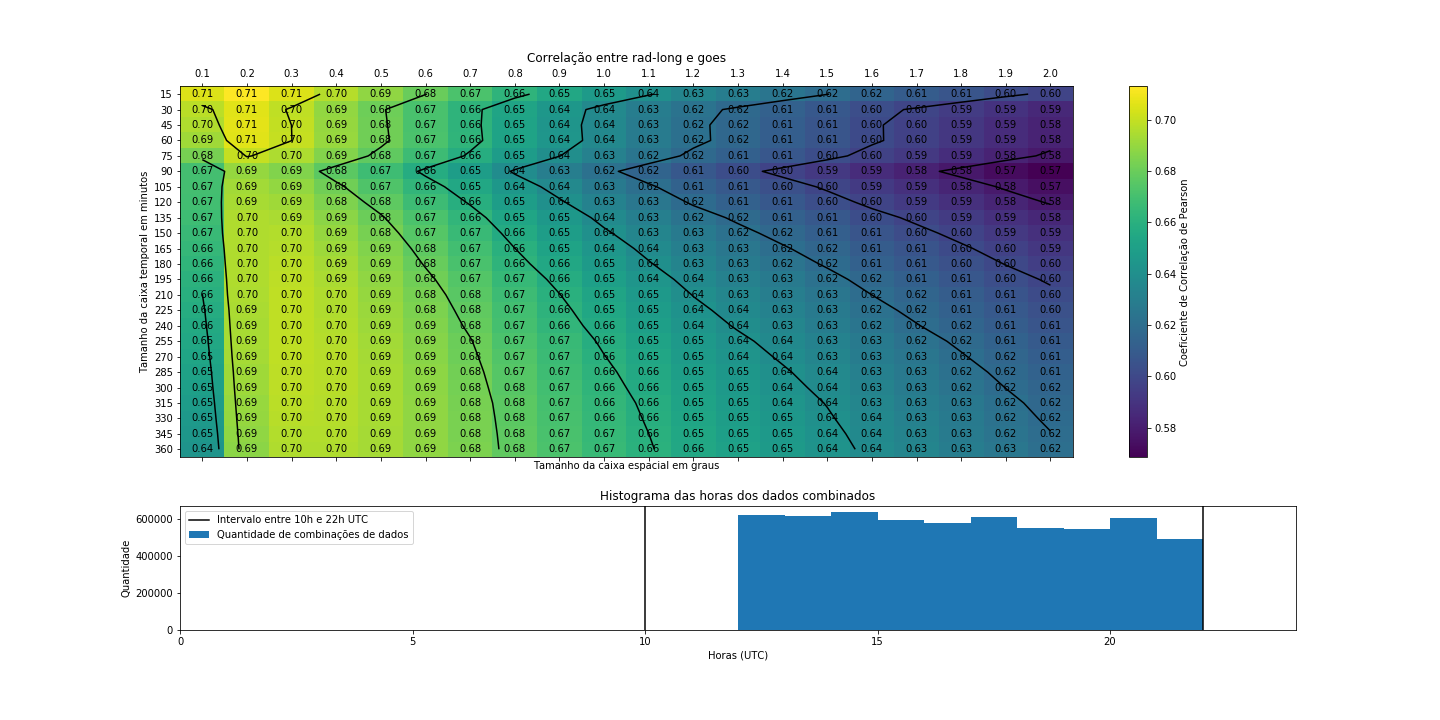 Correlação entre rad-long e goes
0.1 0.2 0.3 0.4 0.5 0.6 0.7 0.8 0.9 1.0 1.1 1.2 1.3 1.4 1.5 1.6 1.7 1.8 1.9 2.0
15 0.71 0.71 0.71 0.70 0.69 0.68 0.67 0.66 0.65 0.65 0.64 0.63 0.63 0.62 0.62 0.62 0.61 0.61 0.60 0.60
30 0.70 0.71 0.70 0.69 0.68 0.67 0.66 0.65 0.64 0.64 0.63 0.62 0.62 0.61 0.61 0.60 0.60 0.59 0.59 0.59
45 0.70 0.71 0.70 0.69 0.68 0.67 0.66 0.65 0.64 0.64 0.63 0.62 0.62 0.61 0.61 0.60 0.60 0.59 0.59 0.58
60 0.69 0.71 0.70 0.69 0.68 0.67 0.66 0.65 0.64 0.64 0.63 0.62 0.62 0.61 0.61 0.60 0.60 0.59 0.59 0.58
75 0.68 0.70 0.70 0.69 0.68 0.67 0.66 0.65 0.64 0.63 0.62 0.62 0.61 0.61 0.60 0.60 0.59 0.59 0.58 0.58
90 0.67 0.69 0.69 0.68 0.67 0.66 0.65 0.64 0.63 0.62 0.62 0.61 0.60 0.60 0.59 0.59 0.58 0.58 0.57 0.57
105 0.67 0.69 0.69 0.68 0.67 0.66 0.65 0.64 0.64 0.63 0.62 0.61 0.61 0.60 0.60 0.59 0.59 0.58 0.58 0.57
120 0.67 0.69 0.69 0.68 0.68 0.67 0.66 0.65 0.64 0.63 0.62 0.62 0.61 0.61 0.60 0.60 0.59 0.59 0.58 0.58
135 0.67 0.70 0.69 0.69 0.68 0.67 0.66 0.65 0.65 0.64 0.63 0.62 0.62 0.61 0.60 0.60 0.60 0.59 0.59 0.58
150 0.67 0.70 0.69 0.69 0.68 0.67 0.66 0.66 0.65 0.64 0.63 0.63 0.62 0.62 0.61 0.61 0.60 0.60 0.59 0.59
165 0.66 0.70 0.70 0.69 0.68 0.67 0.67 0.66 0.65 0.64 0.64 0.63 0.63 0.62 0.62 0.61 0.61 0.60 0.60 0.59
180 0.66 0.70 0.70 0.69 0.69 0.68 0.67 0.66 0.65 0.65 0.64 0.63 0.63 0.62 0.62 0.61 0.61 0.60 0.60 0.60
195 0.66 0.70 0.70 0.69 0.69 0.68 0.67 0.67 0.66 0.65 0.64 0.64 0.63 0.63 0.62 0.62 0.61 0.61 0.60 0.60
210 0.66 0.69 0.70 0.70 0.69 0.68 0.68 0.67 0.66 0.65 0.65 0.64 0.63 0.63 0.63 0.62 0.62 0.61 0.61 0.60
225 0.66 0.69 0.70 0.70 0.69 0.68 0.68 0.67 0.66 0.65 0.65 0.64 0.64 0.63 0.63 0.62 0.62 0.61 0.61 0.60
240 0.66 0.69 0.70 0.70 0.69 0.69 0.68 0.67 0.66 0.66 0.65 0.64 0.64 0.63 0.63 0.62 0.62 0.62 0.61 0.61
255 0.66 0.69 0.70 0.70 0.69 0.69 0.68 0.67 0.67 0.66 0.65 0.65 0.64 0.64 0.63 0.63 0.62 0.62 0.61 0.61
270 0.65 0.69 0.70 0.70 0.69 0.69 0.68 0.67 0.67 0.66 0.65 0.65 0.64 0.64 0.63 0.63 0.63 0.62 0.62 0.61
285 0.65 0.69 0.70 0.70 0.69 0.69 0.68 0.68 0.67 0.66 0.66 0.65 0.65 0.64 0.64 0.63 0.63 0.62 0.62 0.61
300 0.65 0.69 0.70 0.70 0.69 0.69 0.68 0.68 0.67 0.66 0.66 0.65 0.65 0.64 0.64 0.63 0.63 0.62 0.62 0.62
315 0.65 0.69 0.70 0.70 0.69 0.69 0.68 0.68 0.67 0.66 0.66 0.65 0.65 0.64 0.64 0.63 0.63 0.63 0.62 0.62
330 0.65 0.69 0.70 0.70 0.69 0.69 0.68 0.68 0.67 0.67 0.66 0.65 0.65 0.64 0.64 0.64 0.63 0.63 0.62 0.62
345 0.65 0.69 0.70 0.70 0.69 0.69 0.68 0.68 0.67 0.67 0.66 0.66 0.65 0.65 0.64 0.64 0.63 0.63 0.62 0.62
360 0.64 0.69 0.70 0.70 0.69 0.69 0.68 0.68 0.67 0.67 0.66 0.66 0.65 0.65 0.64 0.64 0.63 0.63 0.63 0.62
Tamanho da caixa temporal em minutos
Tamanho da caixa espacial em graus
0.70
0.68
0.66
0.64
0.62
0.60
0.58
Coeficiente de Correlação de Pearson
Histograma das horas dos dados combinados
Intervalo entre 10h e 22h UTC
Quantidade de combinações de dados
600000
400000
200000
0
Quantidade
0 5 10 15 20
Horas (UTC)